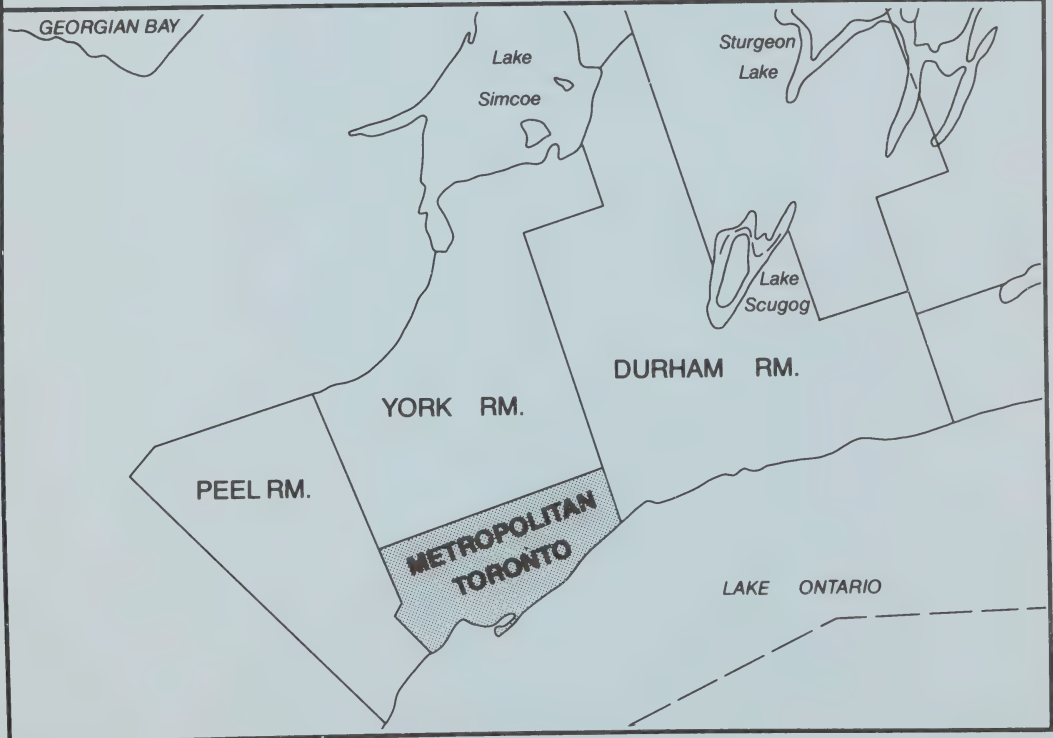 GEORGIAN BAY
Lake
Simcoe
Sturgeon
Lake
Lake
Scugog
DURHAM RM.
YORK RM.
PEEL RM.
METROPOLITAN
TORONTO
LAKE ONTARIO